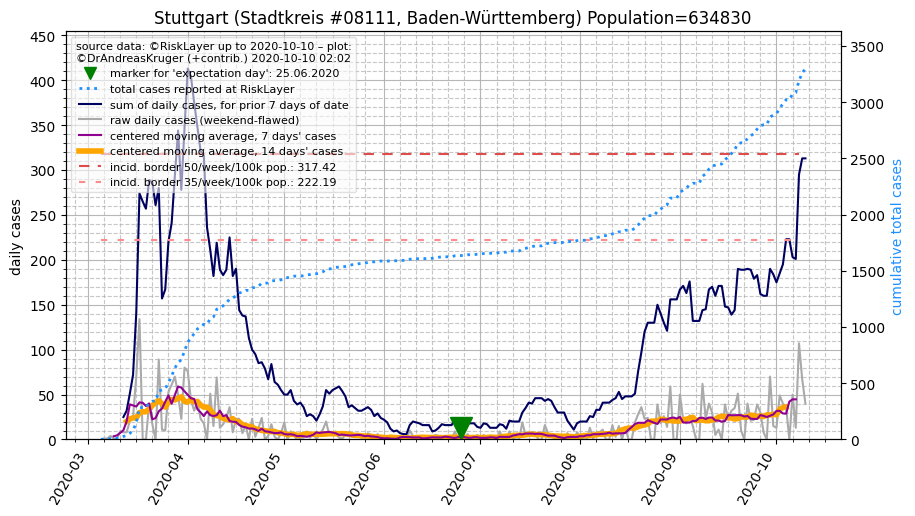 Stuttgart (Stadtkreis #08111, Baden-Württemberg) Population=634830
source data: ©RiskLayer up to 2020-10-10 – plot:
©DrAndreasKruger (+contrib.) 2020-10-10 02:02
marker for 'expectation day': 25.06.2020
total cases reported at RiskLayer
sum of daily cases, for prior 7 days of date
raw daily cases (weekend-flawed)
centered moving average, 7 days' cases
centered moving average, 14 days' cases
incid. border 50/week/100k pop.: 317.42
incid. border 35/week/100k pop.: 222.19
daily cases
450
400
350
300
250
200
150
100
50
0
cumulative total cases
3500
3000
2500
2000
1500
1000
500
0
2020-03
2020-04
2020-05
2020-06
2020-07
2020-08
2020-09
2020-10